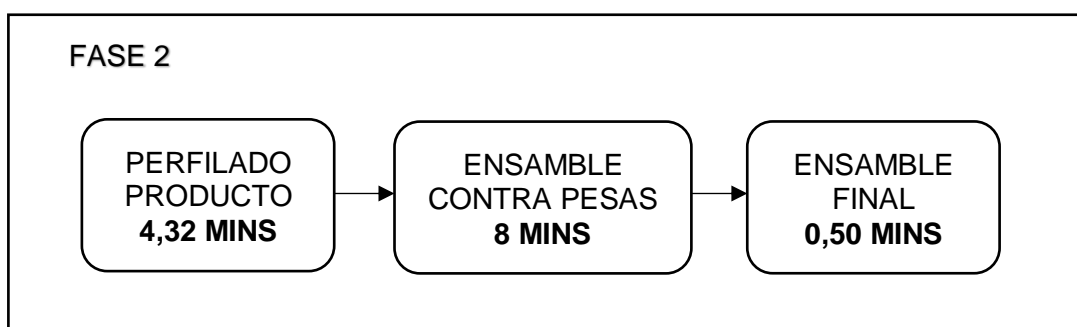 FASE 2
PERFILADO
PRODUCTO
4,32 MINS
ENSAMBLE
CONTRA PESAS
8 MINS
ENSAMBLE
FINAL
0,50 MINS